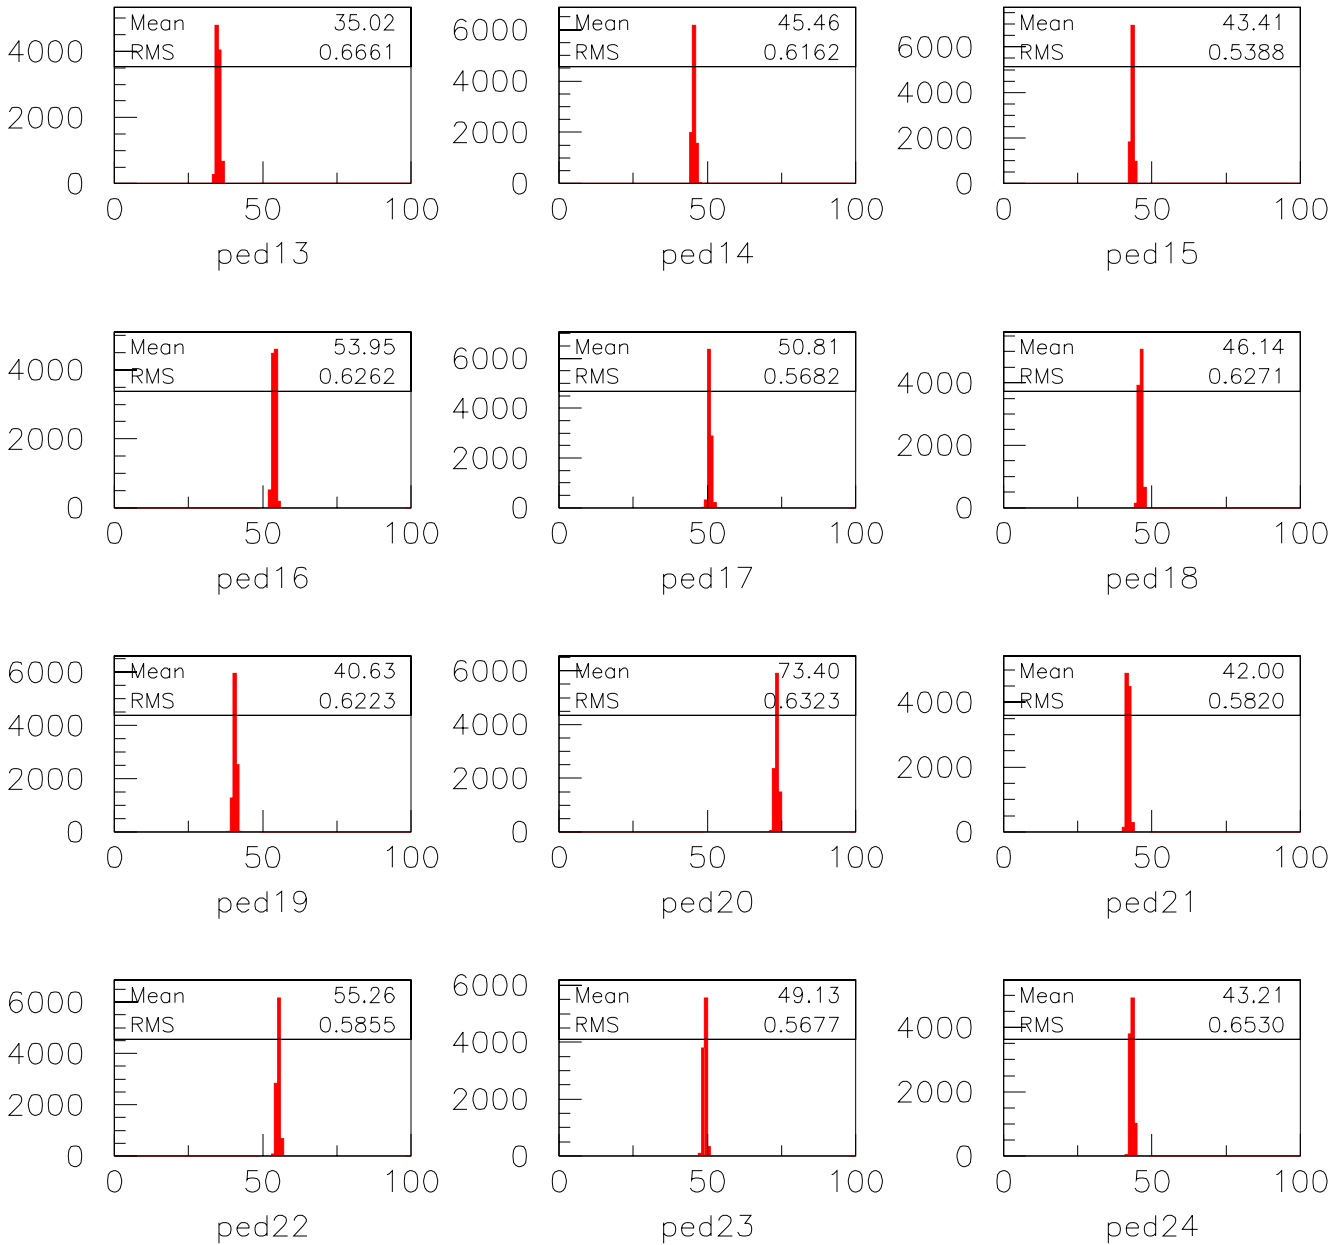 Mean 35.02
RMS 0.6661
4000
2000
0
0 50 100
ped13
Mean 45.46
RMS 0.6162
6000
4000
2000
0
0 50 100
ped14
Mean 43.41
RMS 0.5388
6000
4000
2000
0
0 50 100
ped15
Mean 53.95
RMS 0.6262
4000
2000
0
0 50 100
ped16
Mean 50.81
RMS 0.5682
6000
4000
2000
0
0 50 100
ped17
Mean 46.14
RMS 0.6271
4000
2000
0
0 50 100
ped18
Mean 40.63
RMS 0.6223
6000
4000
2000
0
0 50 100
ped19
Mean 73.40
RMS 0.6323
6000
4000
2000
0
0 50 100
ped20
Mean 42.00
RMS 0.5820
4000
2000
0
0 50 100
ped21
Mean 55.26
RMS 0.5855
6000
4000
2000
0
0 50 100
ped22
Mean 49.13
RMS 0.5677
6000
4000
2000
0
0 50 100
ped23
Mean 43.21
RMS 0.6530
4000
2000
0
0 50 100
ped24